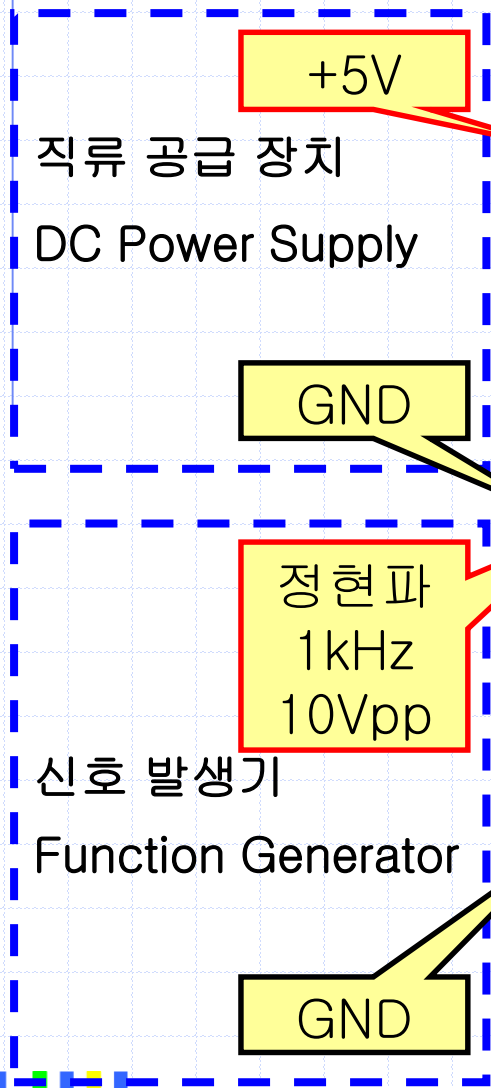 +5V
직류 공급 장치
DC Power Supply
GND
정현파
1kHz
10Vpp
신호 발생기
Function Generator
GND